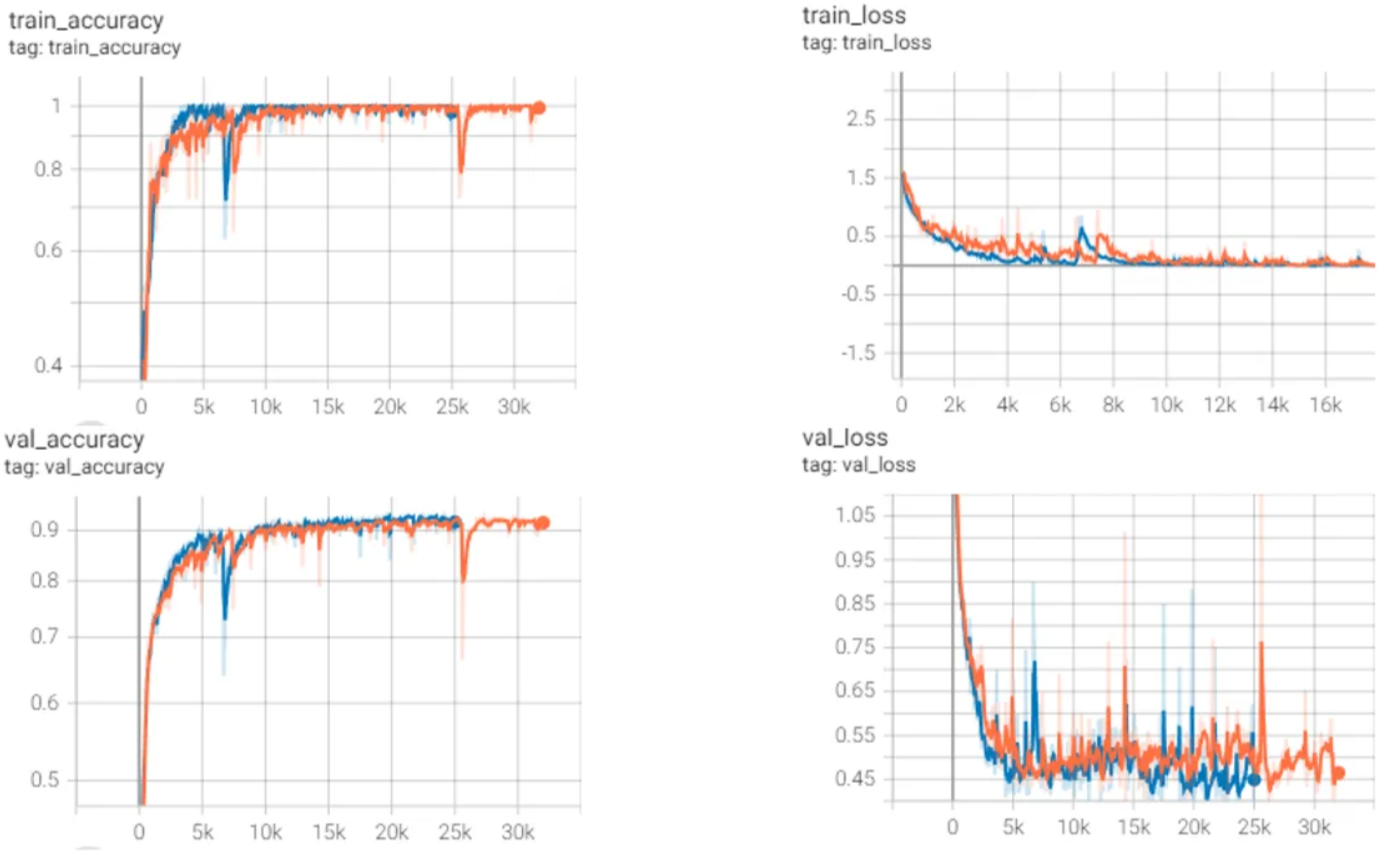 train_accuracy
tag: train_accuracy
1
0.8
0.6
0.4
0 5k 10k 15k 20k 25k 30k
train_loss
tag: train_loss
2.5
1.5
0.5
-0.5
-1.5
0 2k 4k 6k 8k 10k 12k 14k 16k
val_accuracy
tag: val_accuracy
0.9
0.8
0.7
0.6
0.5
0 5k 10k 15k 20k 25k 30k
val_loss
tag: val_loss
1.05
0.95
0.85
0.75
0.65
0.55
0.45
0 5k 10k 15k 20k 25k 30k